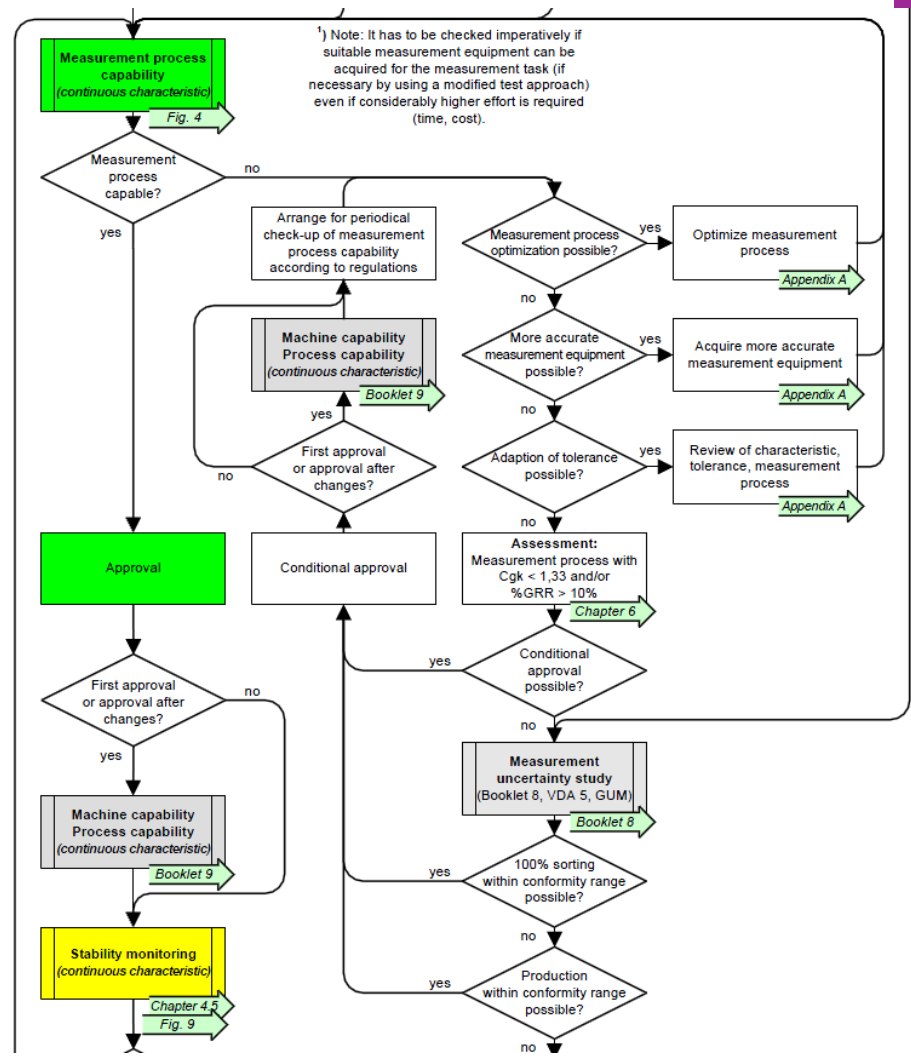 ¹) Note: It has to be checked imperatively if
suitable measurement equipment can be
acquired for the measurement task (if
necessary by using a modified test approach)
even if considerably higher effort is required
(time, cost).
Measurement process
capability
(continuous characteristic)
Fig. 4
Measurement
process
capable?
no
yes
Arrange for periodical
check-up of measurement
process capability
according to regulations
Measurement process
optimization possible?
yes
Optimize measurement
process
Appendix A
no
Machine capability
Process capability
(continuous characteristic)
Booklet 9
More accurate
measurement equipment
possible?
yes
Acquire more accurate
measurement equipment
Appendix A
yes
no
First approval
or approval after
changes?
no
Adaption of tolerance
possible?
yes
Review of characteristic,
tolerance, measurement
process
Appendix A
no
Approval
Conditional approval
Assessment:
Measurement process with
Cgk < 1,33 and/or
%GRR > 10%
Chapter 6
First approval
or approval after
changes?
no
yes
yes
Conditional
approval
possible?
no
Measurement
uncertainty study
(Booklet 8, VDA 5, GUM)
Booklet 8
Machine capability
Process capability
(continuous characteristic)
Booklet 9
yes
100% sorting
within conformity range
possible?
no
Stability monitoring
(continuous characteristic)
Chapter 4.5
Fig. 9
yes
Production
within conformity range
possible?
no